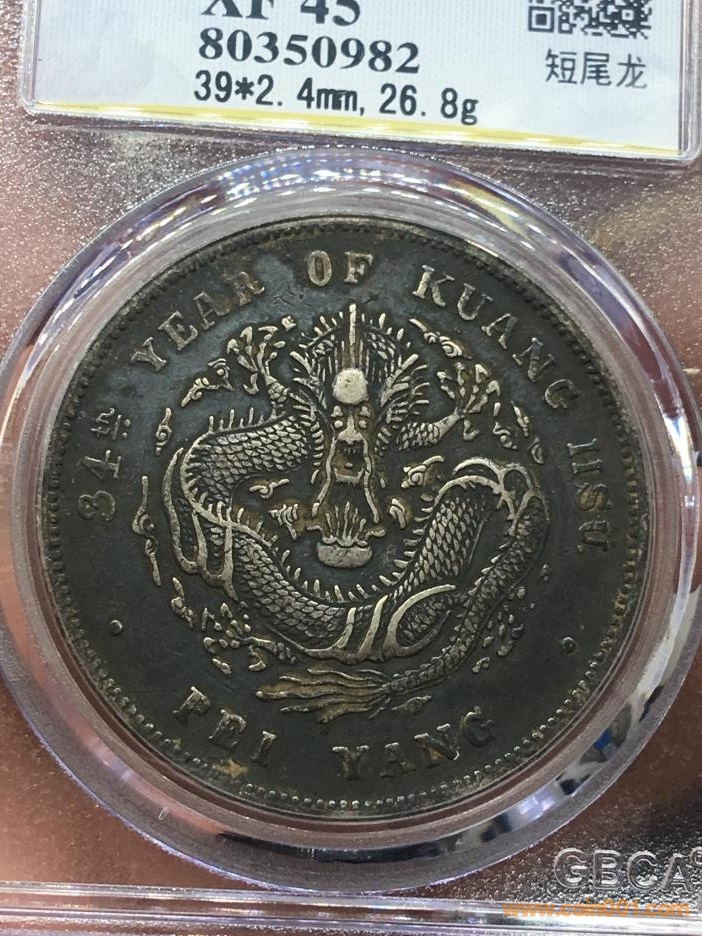 XF 45
80350982
39*2.4mm, 26.8g
短尾龙
34TH YEAR OF KUANG HSU
PEI YANG
GBCA